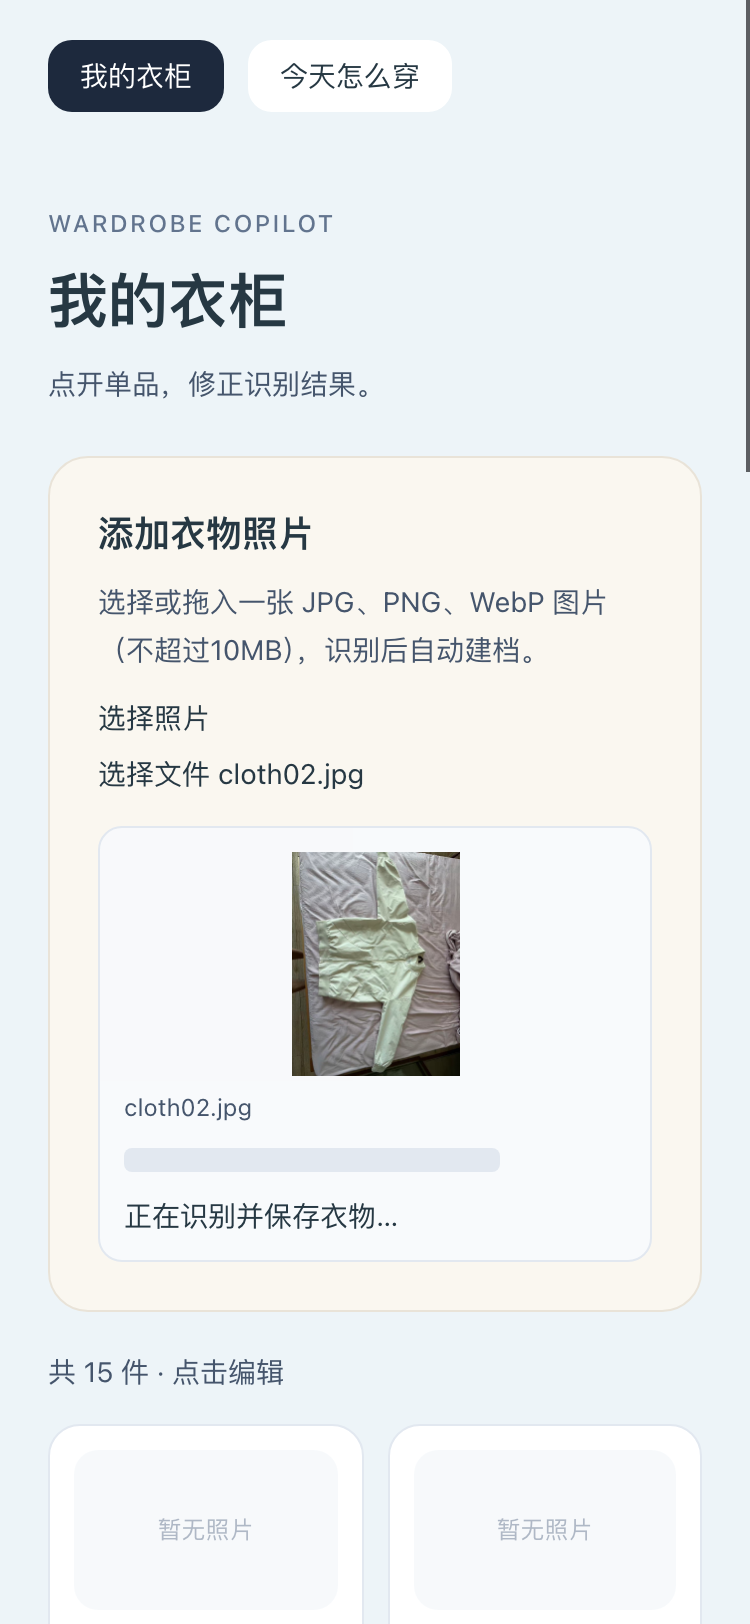 我的衣柜
今天怎么穿
WARDROBE COPILOT
我的衣柜
点开单品，修正识别结果。
添加衣物照片
选择或拖入一张 JPG、PNG、WebP 图片
（不超过10MB），识别后自动建档。
选择照片
选择文件 cloth02.jpg
cloth02.jpg
正在识别并保存衣物...
共 15 件 · 点击编辑
暂无照片
暂无照片